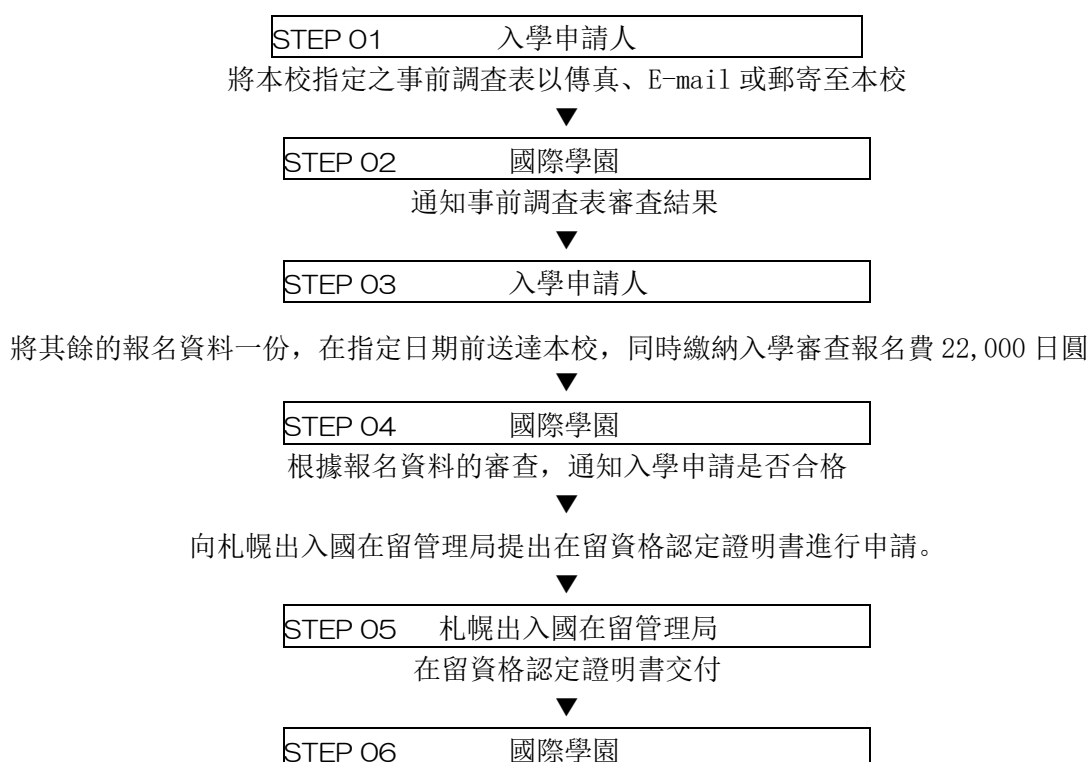 STEP 01 入學申請人
將本校指定之事前調查表以傳真、E-mail 或郵寄至本校
▼
STEP 02 國際學園
通知事前調查表審查結果
▼
STEP 03 入學申請人
將其餘的報名資料一份，在指定日期前送達本校，同時繳納入學審查報名費 22,000 日圓
▼
STEP 04 國際學園
根據報名資料的審查，通知入學申請是否合格
▼
向札幌出入國在留管理局提出在留資格認定證明書進行申請。
▼
STEP 05 札幌出入國在留管理局
在留資格認定證明書交付
▼
STEP 06 國際學園